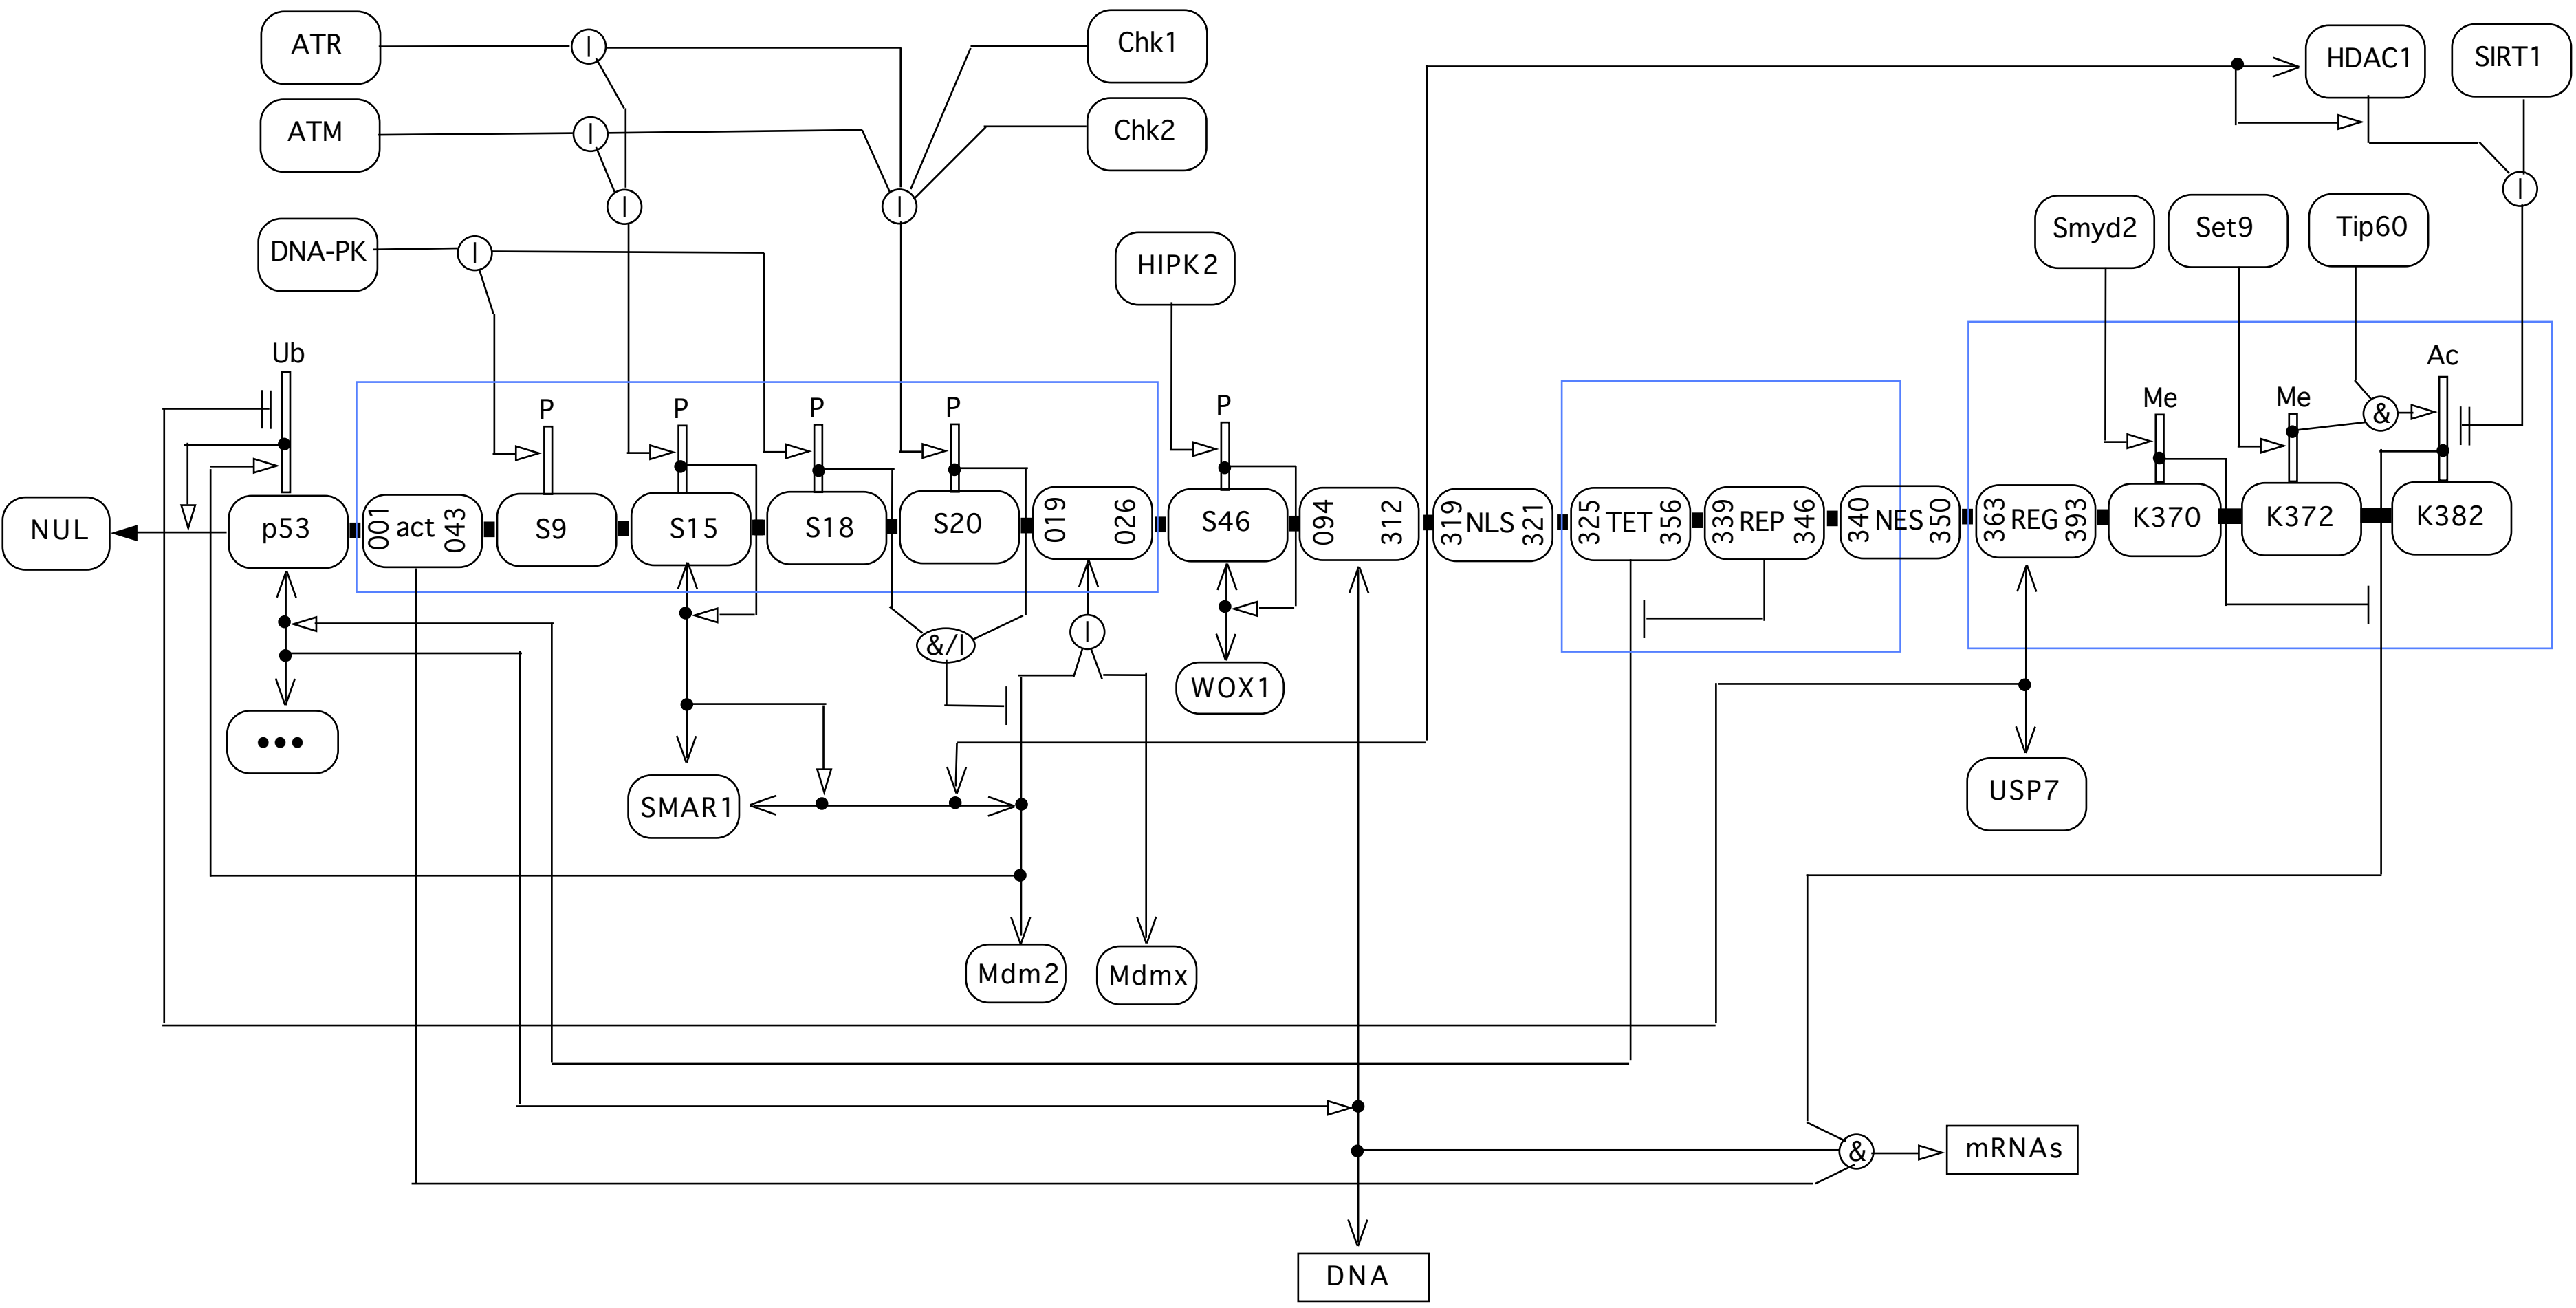 ATR
Chk1
HDAC1
SIRT1
ATM
Chk2
DNA-PK
HIPK2
Smyd2
Set9
Tip60
Ub
P
P
P
P
P
Me
Me
Ac
&
NUL
p53
001 act 043
S9
S15
S18
S20
019 026
S46
094 312
319 NLS 321
325 TET 356
339 REP 346
340 NES 350
363 REG 393
K370
K372
K382
&/|
WOX1
•••
SMAR1
USP7
Mdm2
Mdmx
&
mRNAs
DNA